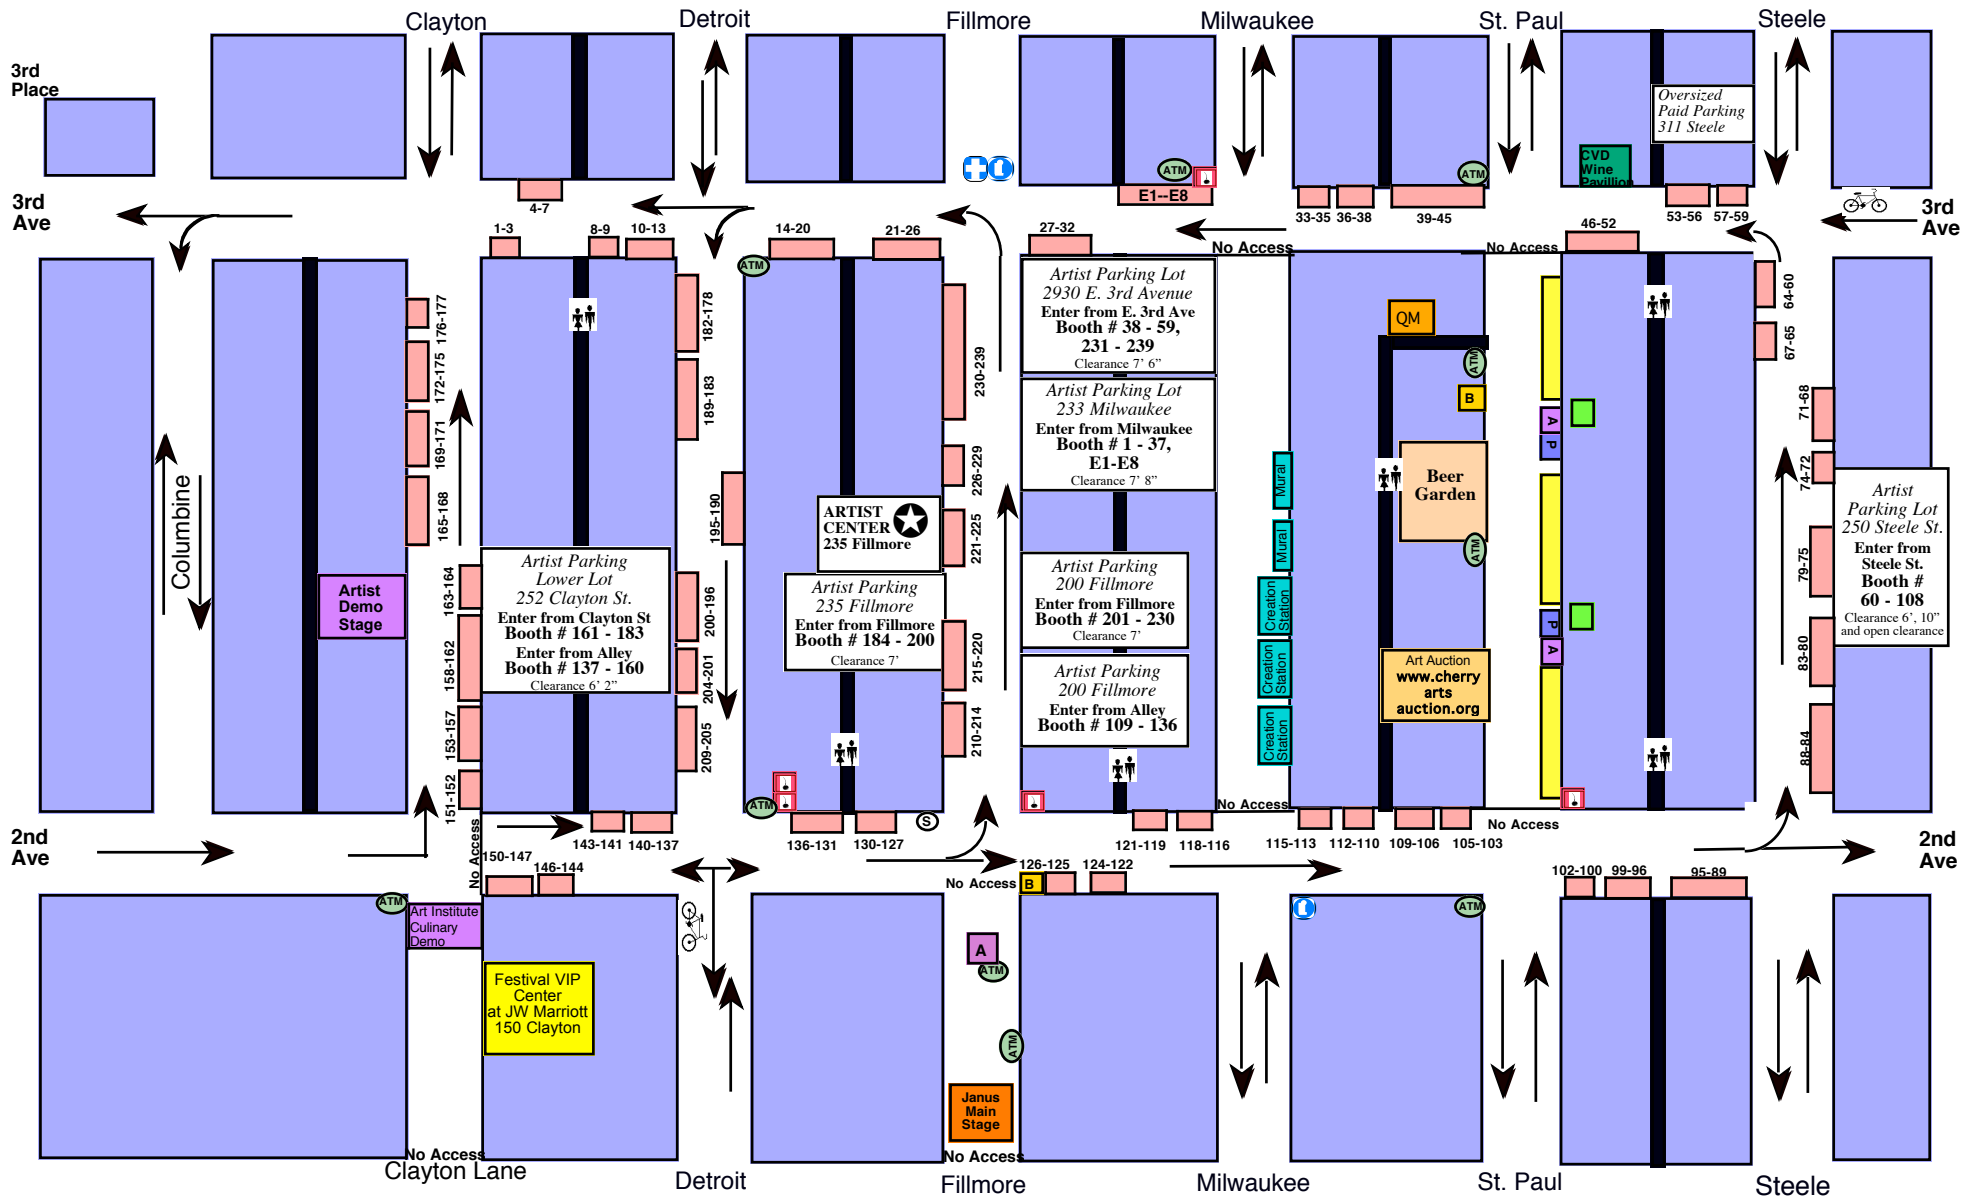 Clayton
Detroit
Fillmore
Milwaukee
St. Paul
Steele
3rd
Place
Oversized
Paid Parking
311 Steele
CVD
Wine
Pavillion
ATM
ATM
3rd
Ave
4-7
E1--E8
33-35
36-38
39-45
53-56
57-59
3rd
Ave
1-3
8-9
10-13
14-20
21-26
27-32
No Access
No Access
46-52
ATM
176-177
172-175
169-171
165-168
163-164
158-162
153-157
151-152
Columbine
Artist
Demo
Stage
Artist Parking
Lower Lot
252 Clayton St.
Enter from Clayton St
Booth # 161 - 183
Enter from Alley
Booth # 137 - 160
Clearance 6' 2"
182-178
189-183
195-190
200-196
204-201
209-205
ARTIST
CENTER
235 Fillmore
Artist Parking
235 Fillmore
Enter from Fillmore
Booth # 184 - 200
Clearance 7'
230-239
226-229
221-225
215-220
210-214
Artist Parking Lot
2930 E. 3rd Avenue
Enter from E. 3rd Ave
Booth # 38 - 59,
231 - 239
Clearance 7' 6"
Artist Parking Lot
233 Milwaukee
Enter from Milwaukee
Booth # 1 - 37,
E1-E8
Clearance 7' 8"
Artist Parking
200 Fillmore
Enter from Fillmore
Booth # 201 - 230
Clearance 7'
Artist Parking
200 Fillmore
Enter from Alley
Booth # 109 - 136
Mural
Mural
Creation
Station
Creation
Station
Creation
Station
QM
ATM
B
Beer
Garden
ATM
Art Auction
www.cherry
arts
auction.org
A
P
P
A
64-60
67-65
71-68
74-72
79-75
83-80
88-84
Artist
Parking Lot
250 Steele St.
Enter from
Steele St.
Booth #
60 - 108
Clearance 6', 10"
and open clearance
ATM
S
No Access
No Access
2nd
Ave
No Access
143-141
140-137
136-131
130-127
121-119
118-116
115-113
112-110
109-106
105-103
2nd
Ave
150-147
146-144
No Access
126-125
124-122
B
102-100
99-96
95-89
ATM
Art Institute
Culinary
Demo
ATM
A
ATM
Festival VIP
Center
at JW Marriott
150 Clayton
ATM
Janus
Main
Stage
No Access
No Access
Clayton Lane
Detroit
Fillmore
Milwaukee
St. Paul
Steele